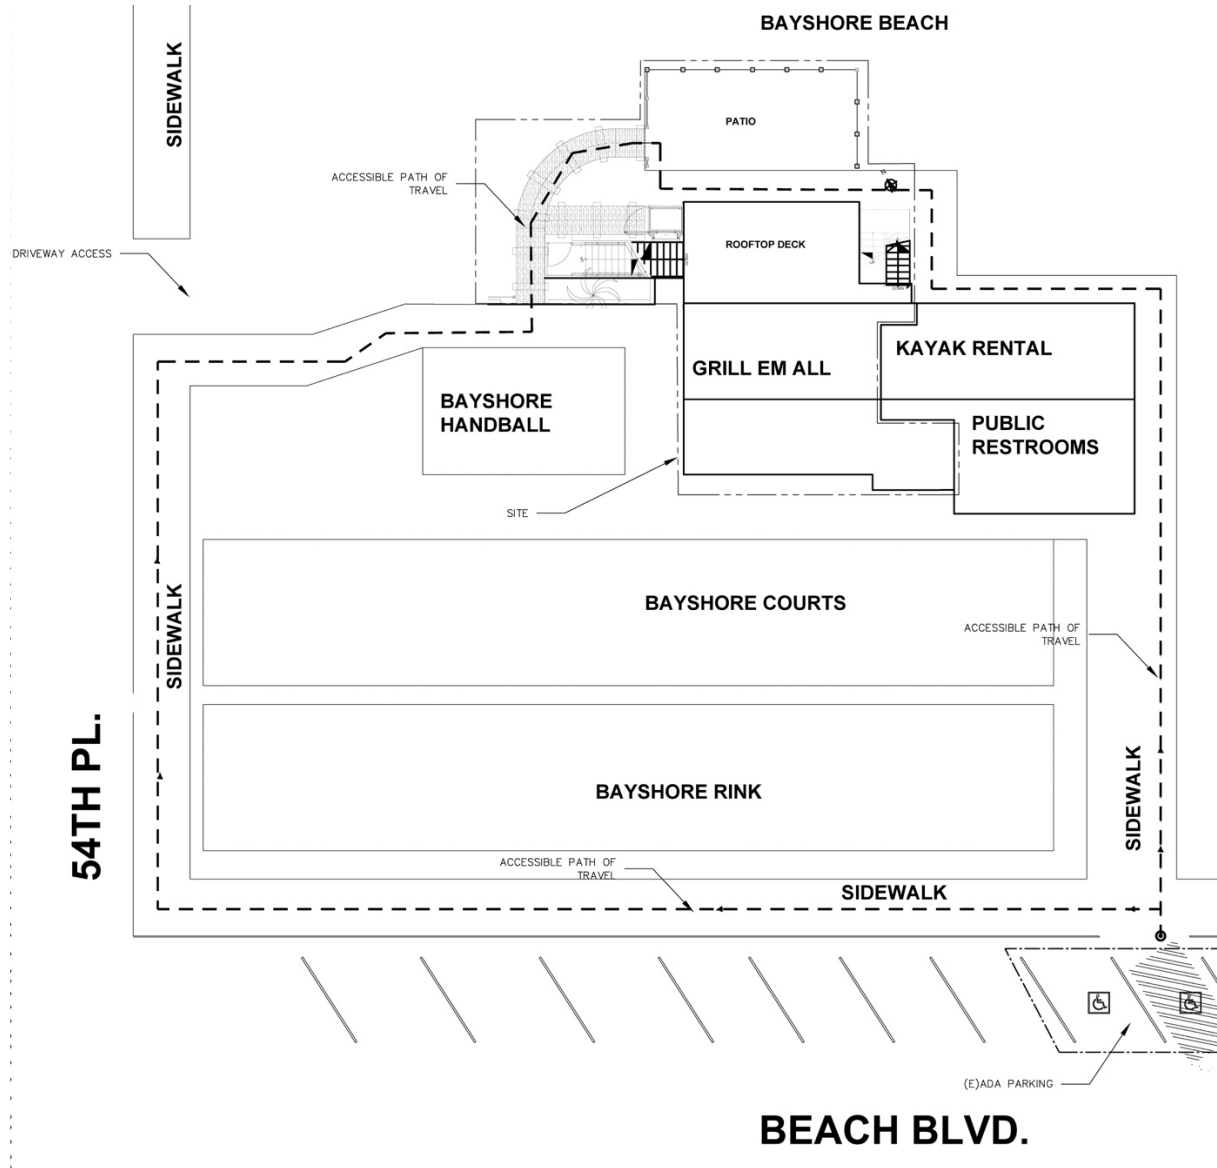 BAYSHORE BEACH
SIDEWALK
PATIO
ACCESSIBLE PATH OF
TRAVEL
DRIVEWAY ACCESS
ROOFTOP DECK
KAYAK RENTAL
GRILL EM ALL
BAYSHORE
HANDBALL
PUBLIC
RESTROOMS
SITE
SIDEWALK
BAYSHORE COURTS
ACCESSIBLE PATH OF
TRAVEL
54TH PL.
BAYSHORE RINK
SIDEWALK
ACCESSIBLE PATH OF
TRAVEL
SIDEWALK
(E)ADA PARKING
BEACH BLVD.